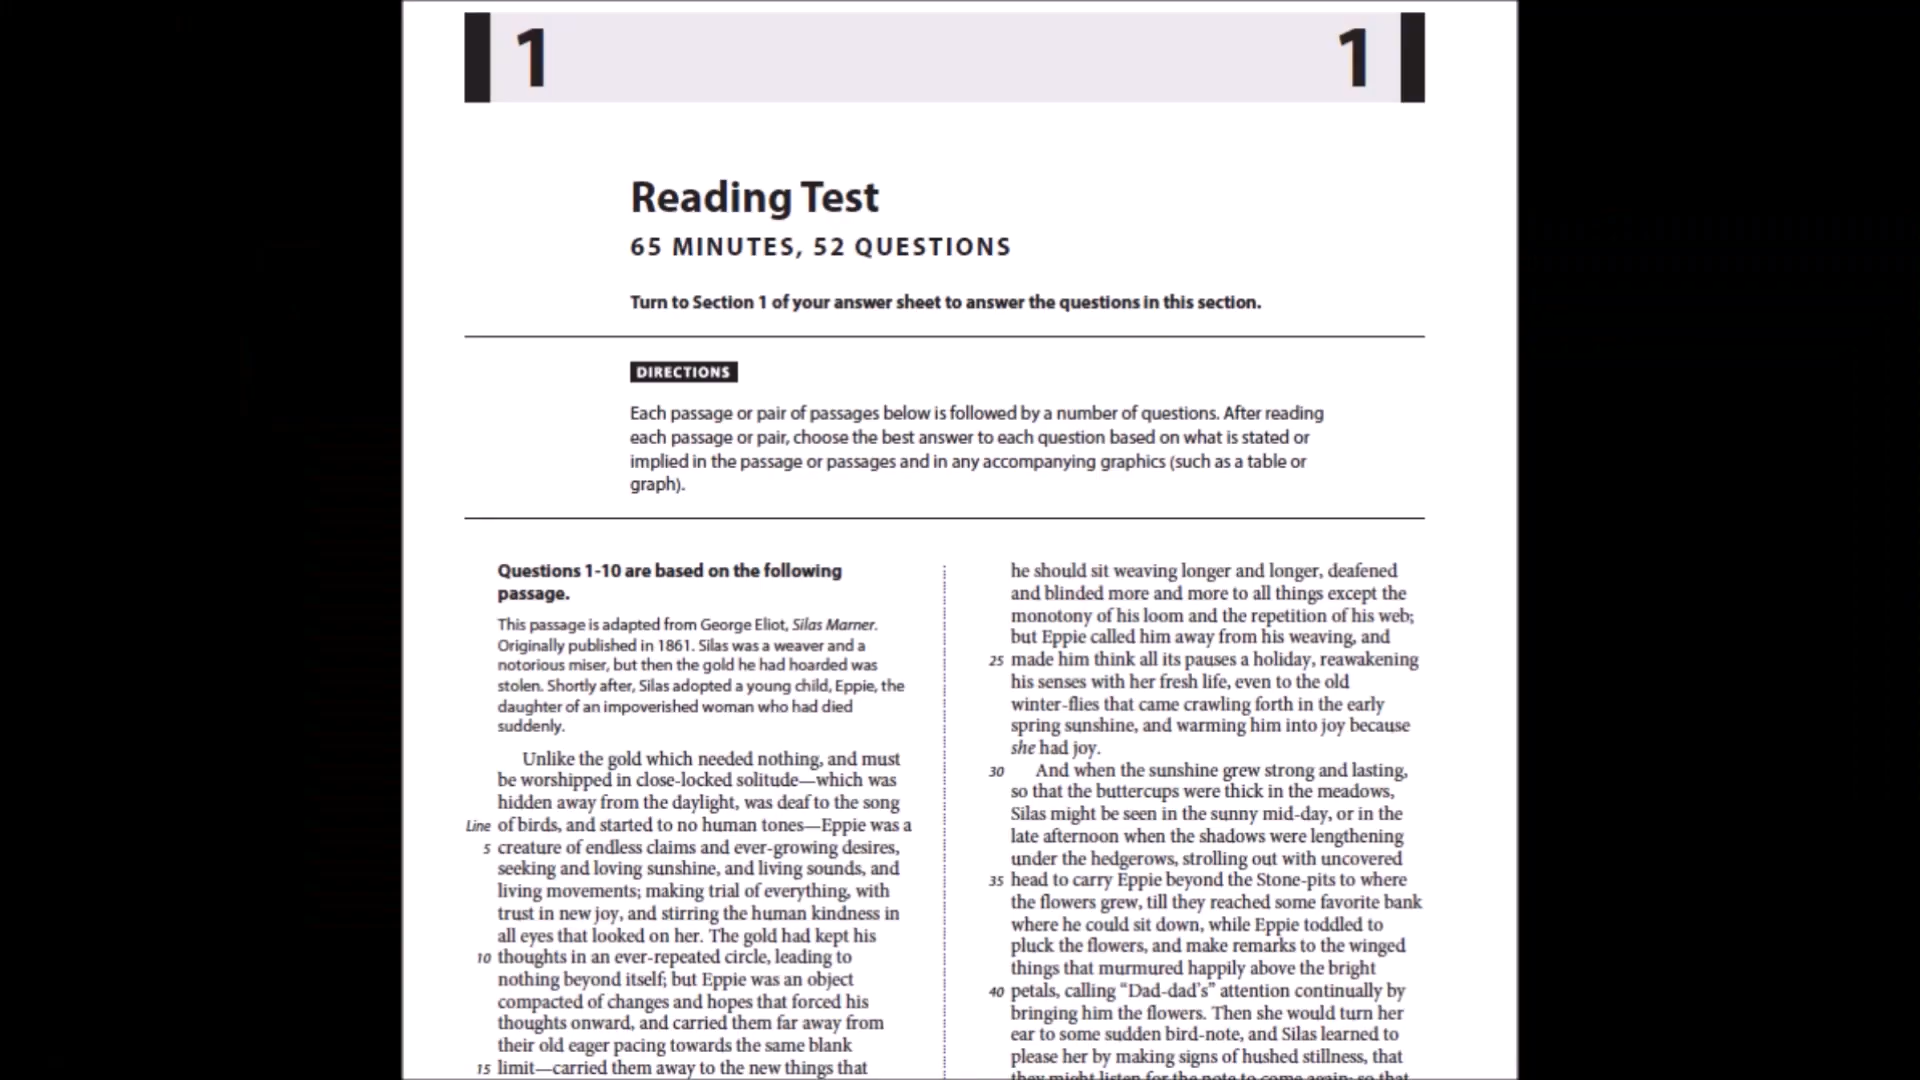 1 1
Reading Test
65 MINUTES, 52 QUESTIONS
Turn to Section 1 of your answer sheet to answer the questions in this section.
DIRECTIONS
Each passage or pair of passages below is followed by a number of questions. After reading
each passage or pair, choose the best answer to each question based on what is stated or
implied in the passage or passages and in any accompanying graphics (such as a table or
graph).
Questions 1-10 are based on the following
passage.
This passage is adapted from George Eliot, Silas Marner.
Originally published in 1861. Silas was a weaver and a
notorious miser, but then the gold he had hoarded was
stolen. Shortly after, Silas adopted a young child, Eppie, the
daughter of an impoverished woman who had died
suddenly.
Unlike the gold which needed nothing, and must
be worshipped in close-locked solitude—which was
hidden away from the daylight, was deaf to the song
Line of birds, and started to no human tones—Eppie was a
5 creature of endless claims and ever-growing desires,
seeking and loving sunshine, and living sounds, and
living movements; making trial of everything, with
trust in new joy, and stirring the human kindness in
all eyes that looked on her. The gold had kept his
10 thoughts in an ever-repeated circle, leading to
nothing beyond itself; but Eppie was an object
compacted of changes and hopes that forced his
thoughts onward, and carried them far away from
their old eager pacing towards the same blank
15 limit—carried them away to the new things that
he should sit weaving longer and longer, deafened
and blinded more and more to all things except the
monotony of his loom and the repetition of his web;
but Eppie called him away from his weaving, and
25 made him think all its pauses a holiday, reawakening
his senses with her fresh life, even to the old
winter-flies that came crawling forth in the early
spring sunshine, and warming him into joy because
she had joy.
30 And when the sunshine grew strong and lasting,
so that the buttercups were thick in the meadows,
Silas might be seen in the sunny mid-day, or in the
late afternoon when the shadows were lengthening
under the hedgerows, strolling out with uncovered
35 head to carry Eppie beyond the Stone-pits to where
the flowers grew, till they reached some favorite bank
where he could sit down, while Eppie toddled to
pluck the flowers, and make remarks to the winged
things that murmured happily above the bright
40 petals, calling “Dad-dad’s” attention continually by
bringing him the flowers. Then she would turn her
ear to some sudden bird-note, and Silas learned to
please her by making signs of hushed stillness, that
they might listen for the note to come again: so that